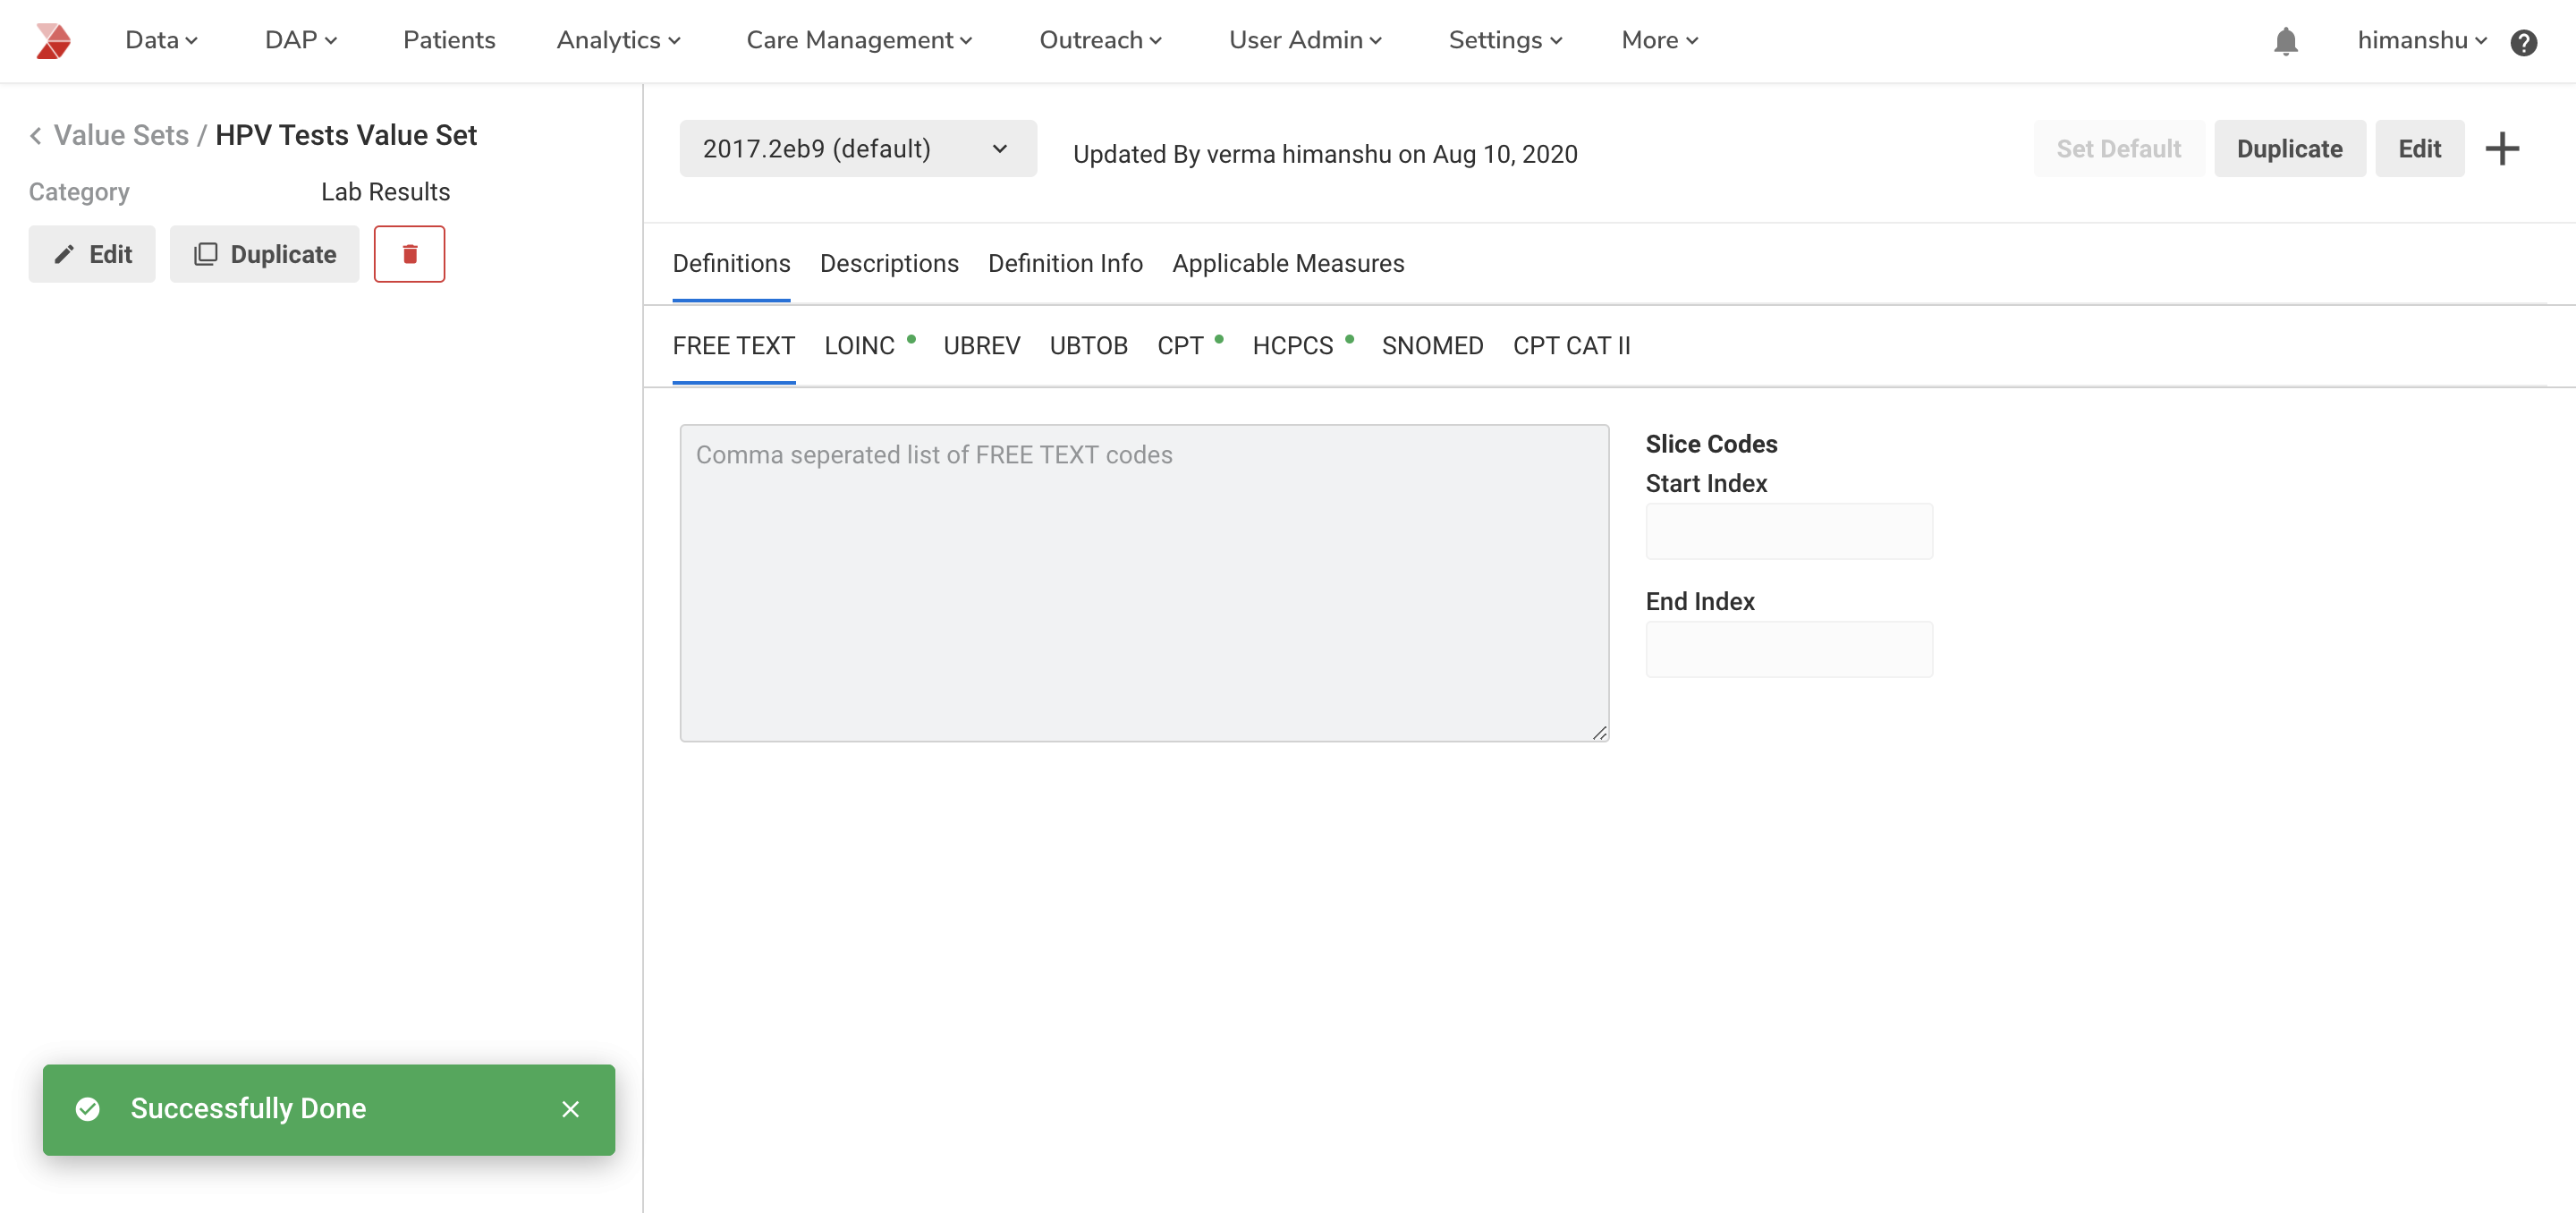 Data DAP Patients Analytics Care Management Outreach User Admin Settings More himanshu ?
Value Sets / HPV Tests Value Set
Category Lab Results
Edit Duplicate
2017.2eb9 (default) Updated By verma himanshu on Aug 10, 2020 Set Default Duplicate Edit
Definitions Descriptions Definition Info Applicable Measures
FREE TEXT LOINC UBREV UBTOB CPT HCPCS SNOMED CPT CAT II
Comma seperated list of FREE TEXT codes
Slice Codes
Start Index
End Index
Successfully Done